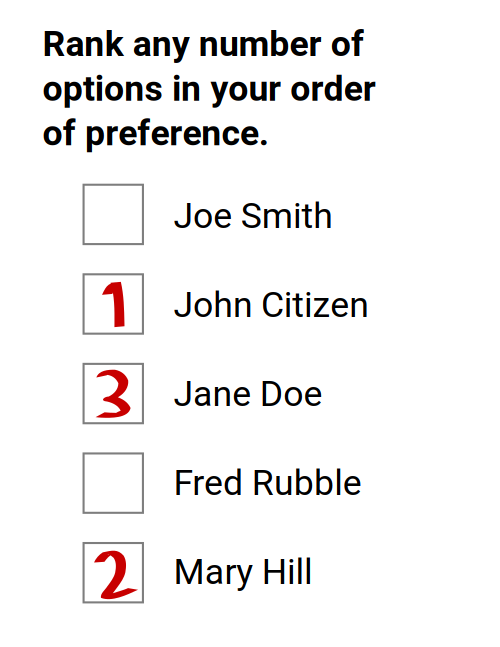 Rank any number of
options in your order
of preference.
Joe Smith
1 John Citizen
3 Jane Doe
Fred Rubble
2 Mary Hill